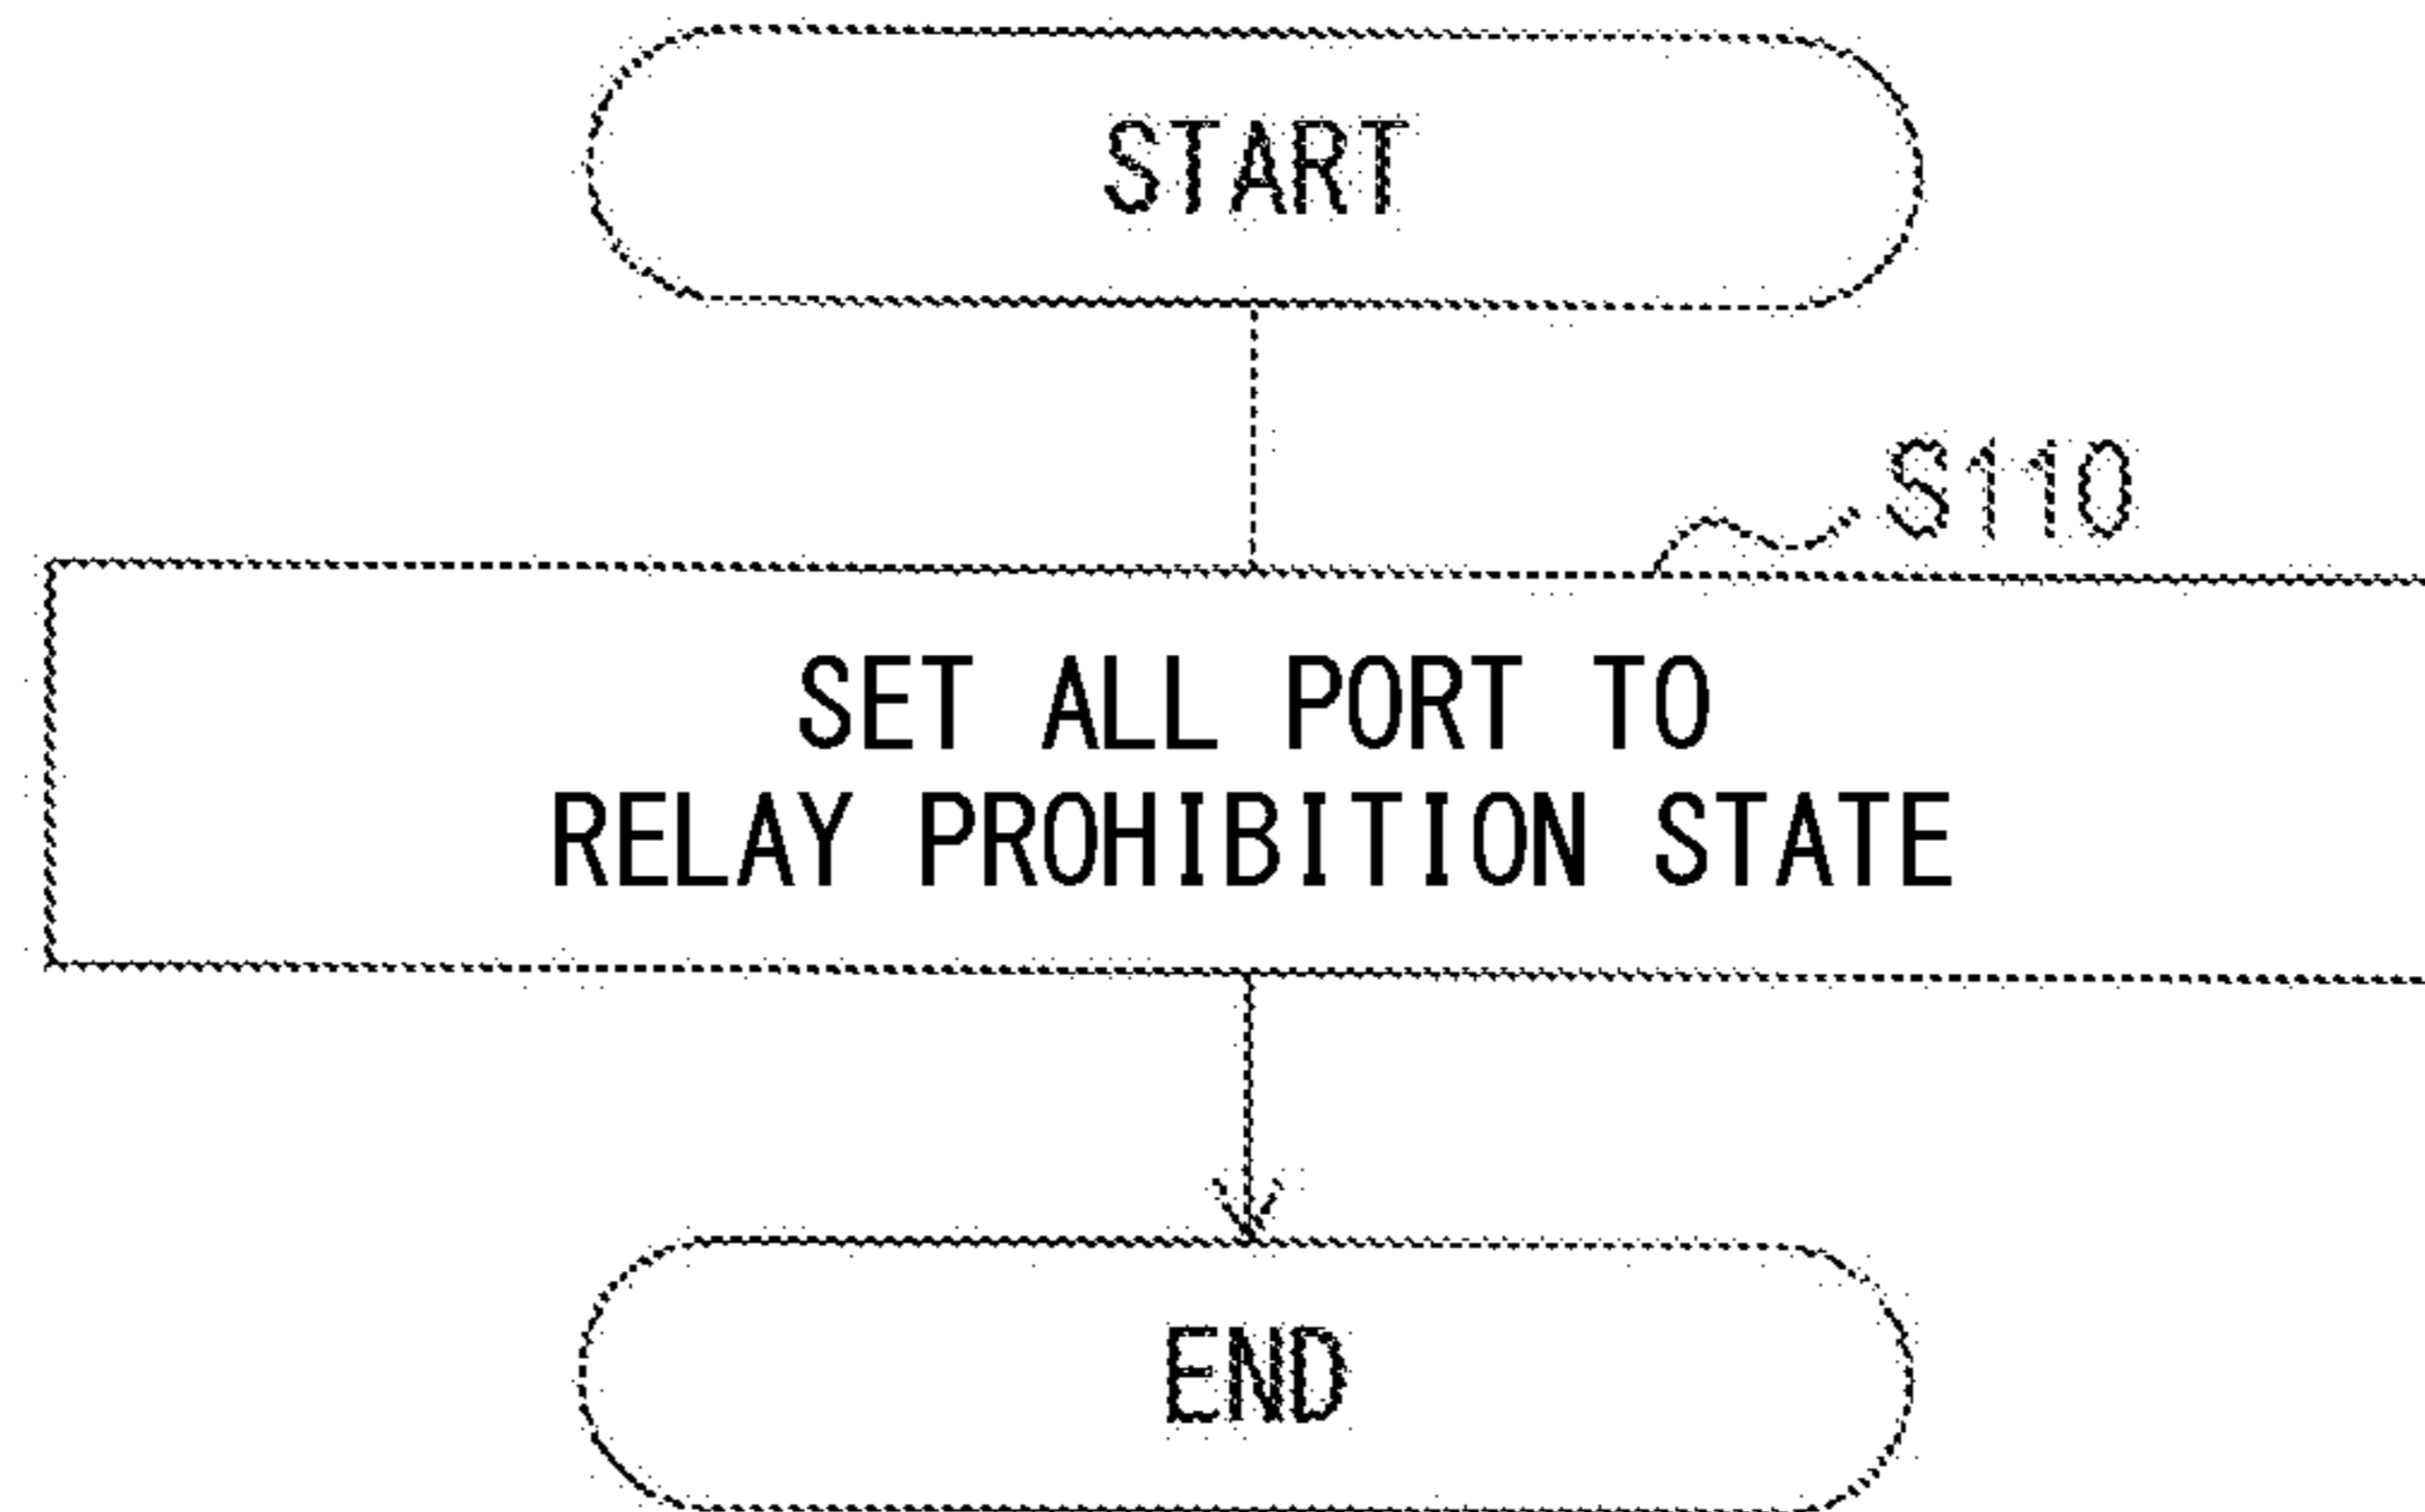 START
S110
SET ALL PORT TO
RELAY PROHIBITION STATE
END